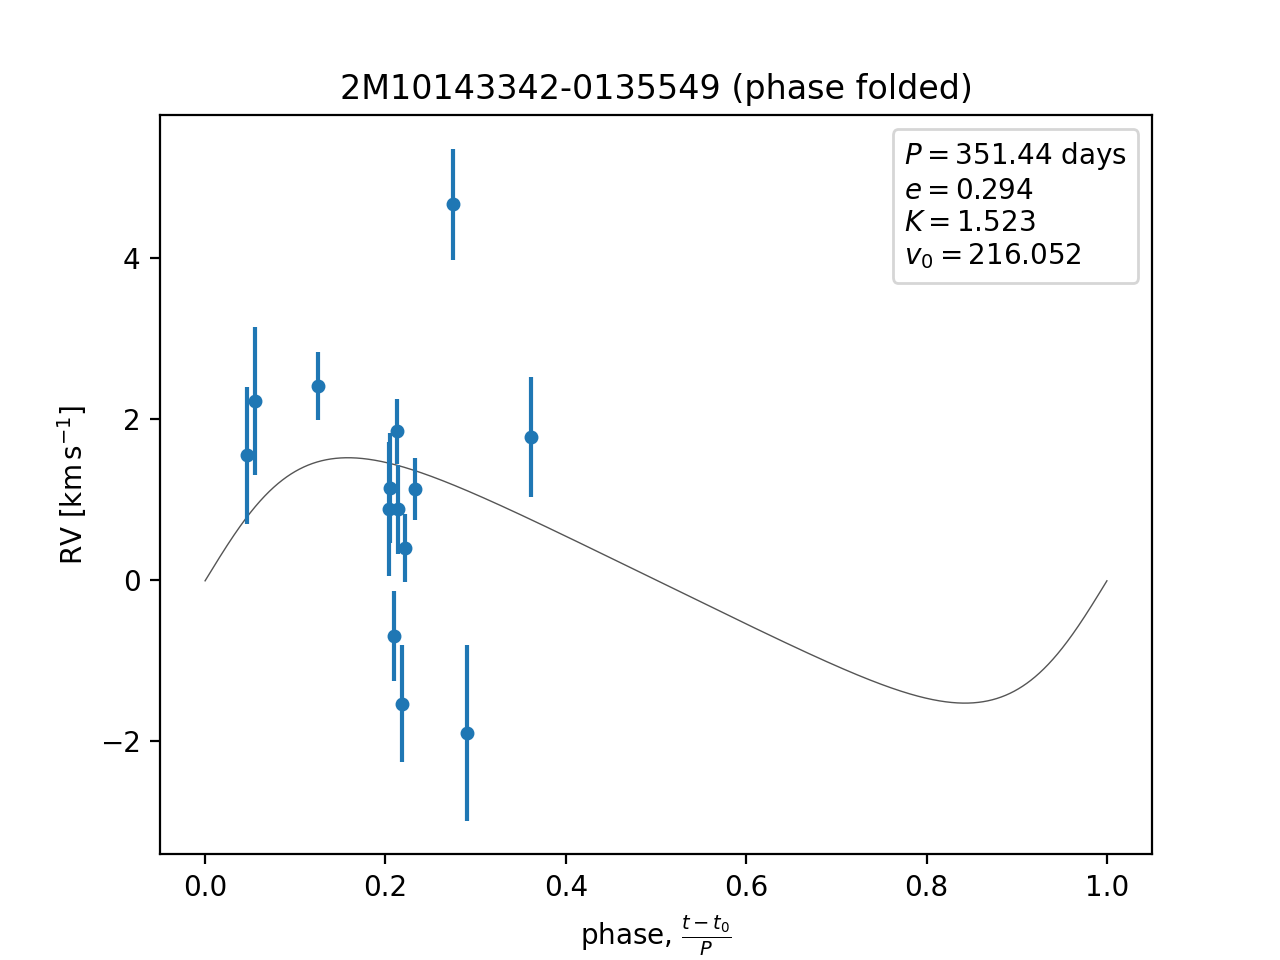 2M10143342-0135549 (phase folded)
P = 351.44 days
e = 0.294
K = 1.523
v₀ = 216.052
RV [km s⁻¹]
4
2
0
−2
0.0 0.2 0.4 0.6 0.8 1.0
phase, (t − t₀)/P